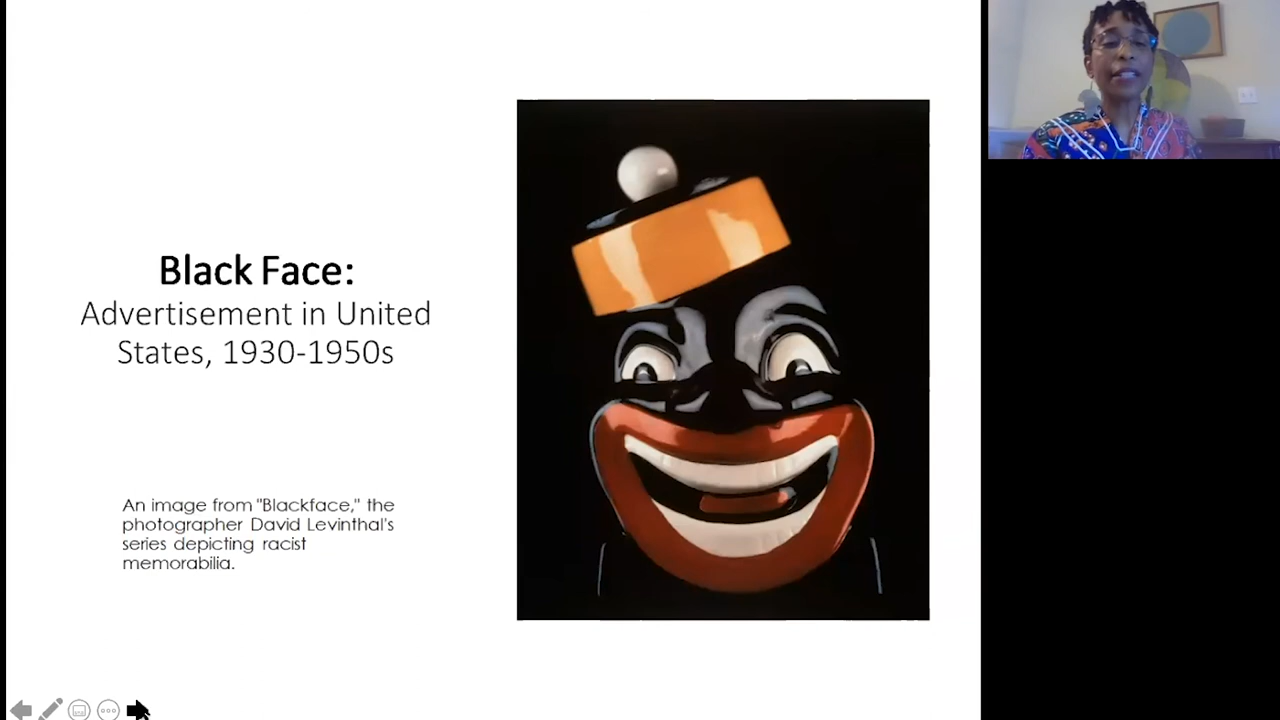 Black Face:
Advertisement in United
States, 1930-1950s
An image from "Blackface," the
photographer David Levinthal's
series depicting racist
memorabilia.